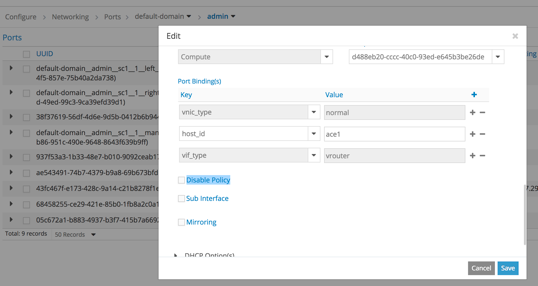 Configure > Networking > Ports > default-domain > admin
Ports
UUID
default-domain__admin__sc1__1__left_
4f5-857e-75b40a2da738)
default-domain__admin__sc1__1__right
d-49ed-99c3-9ca39efd39d1)
38f37619-56df-4d6e-9d5b-0412b6b944
default-domain__admin__sc1__1__man
b86-951c-490e-9648-8643f639b9ff)
937f53a3-1b33-48e7-b010-9092ceab17
ae543491-74b7-4379-b9a8-69b673bfd
43fc467f-e173-428c-9a14-c21b8278f1e
68458255-ce29-421e-85b0-1fb8a2c0a1
05c672a1-b883-4937-b3f7-415b7a669
Total: 9 records 50 Records
Edit
Compute d488eb20-cccc-40c0-93ed-e645b3be26de
Port Binding(s)
Key Value
vnic_type normal
host_id ace1
vif_type vrouter
Disable Policy
Sub Interface
Mirroring
DHCP Option(s)
Cancel Save